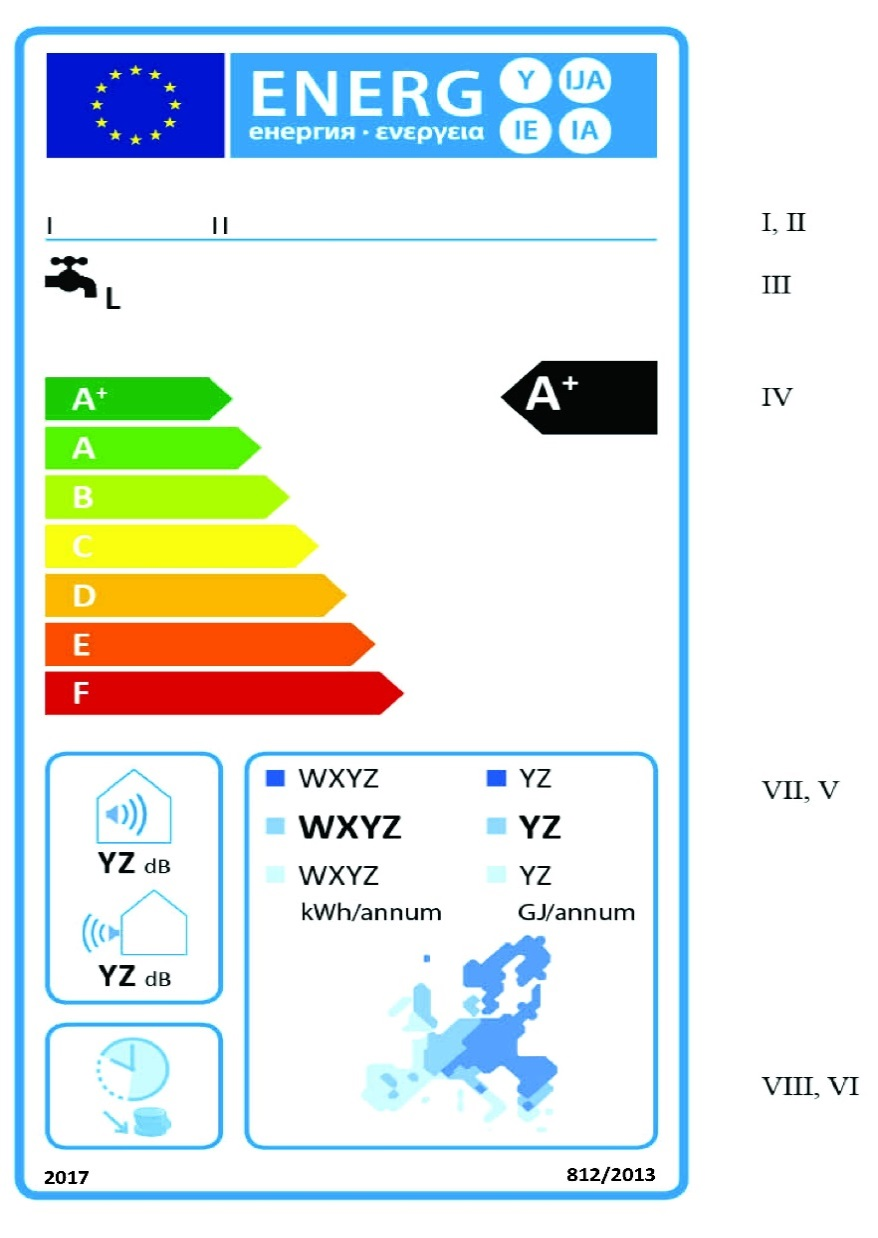 ENERG Y IJA
енергия · ενεργεια IE IA
I II I, II
L III
A+ A+ IV
A
B
C
D
E
F
WXYZ YZ VII, V
WXYZ YZ
YZ dB WXYZ YZ
kWh/annum GJ/annum
YZ dB
VIII, VI
2017 812/2013